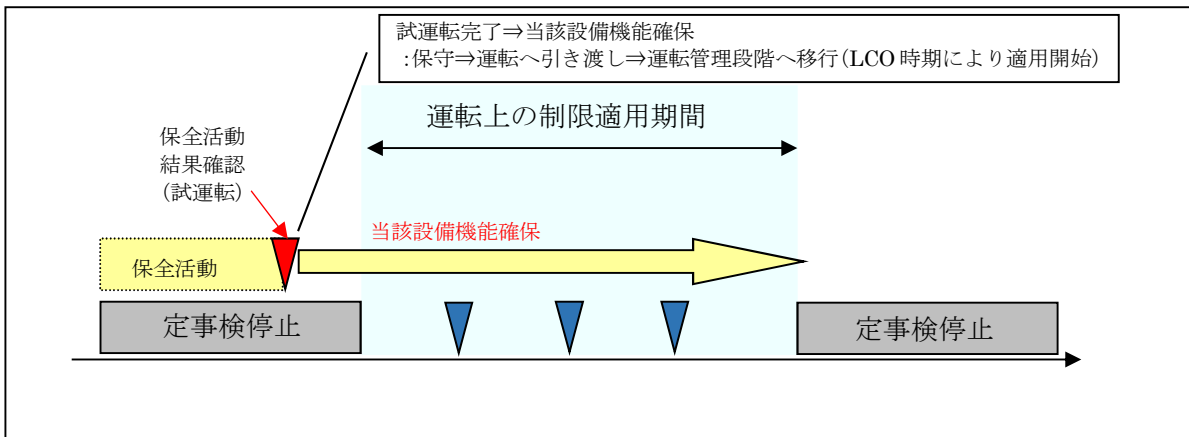 試運転完了⇒当該設備機能確保
:保守⇒運転へ引き渡し⇒運転管理段階へ移行(LCO 時期により適用開始)
運転上の制限適用期間
保全活動
結果確認
(試運転)
当該設備機能確保
保全活動
定事検停止
定事検停止